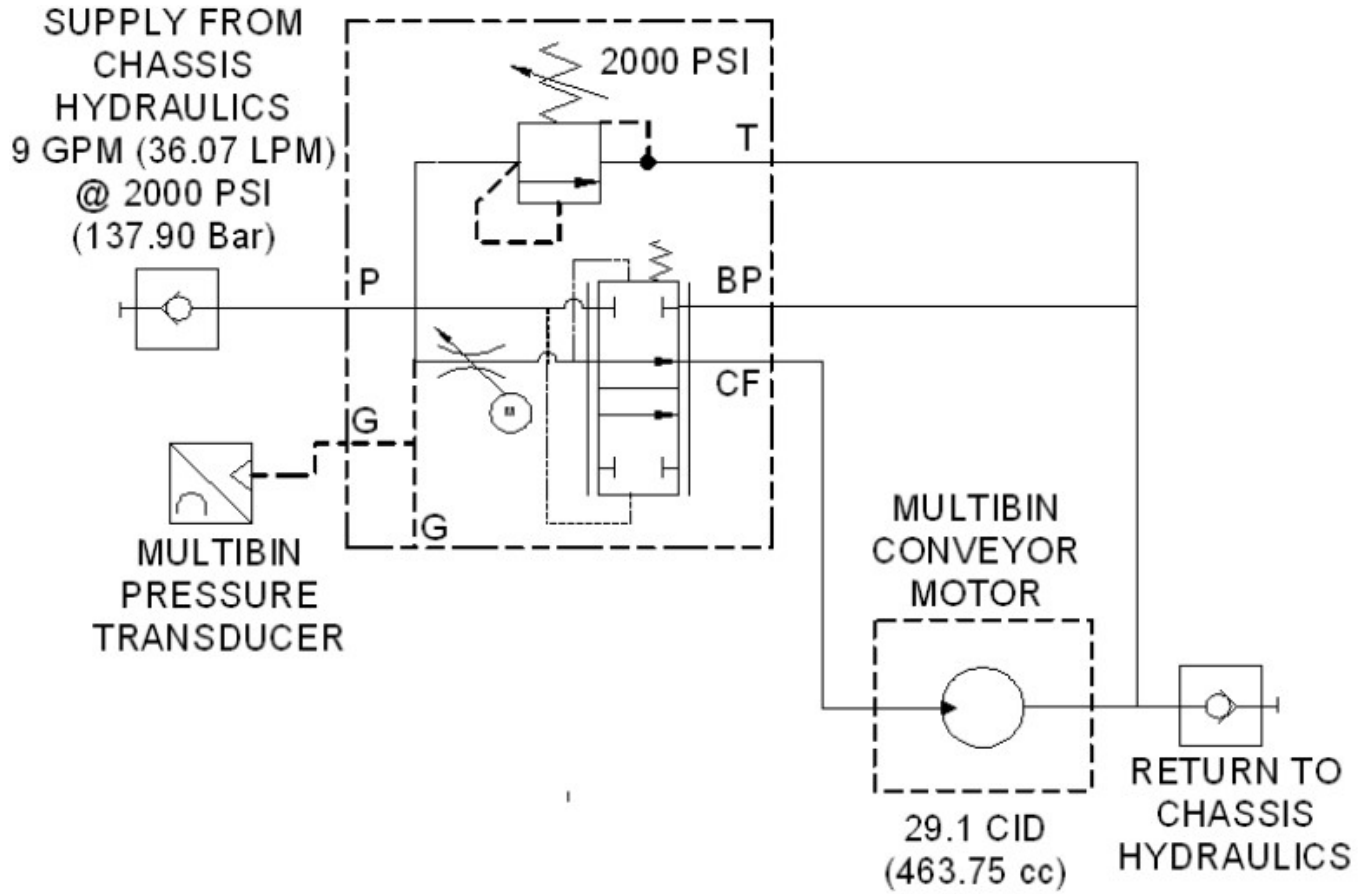 SUPPLY FROM
CHASSIS
HYDRAULICS
9 GPM (36.07 LPM)
@ 2000 PSI
(137.90 Bar)
2000 PSI
T
P
BP
CF
M
G
G
MULTIBIN
PRESSURE
TRANSDUCER
MULTIBIN
CONVEYOR
MOTOR
29.1 CID
(463.75 cc)
RETURN TO
CHASSIS
HYDRAULICS